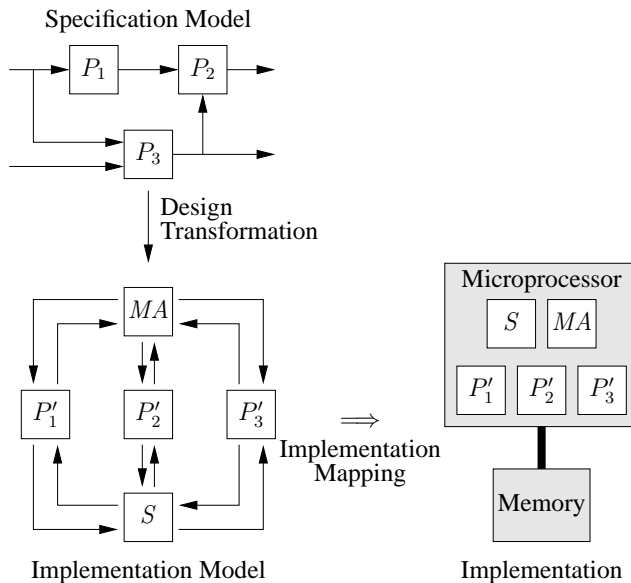 Specification Model
P₁
P₂
P₃
Design
Transformation
MA
P′₁
P′₂
P′₃
S
Implementation Model
⇒
Implementation
Mapping
Microprocessor
S
MA
P′₁
P′₂
P′₃
Memory
Implementation